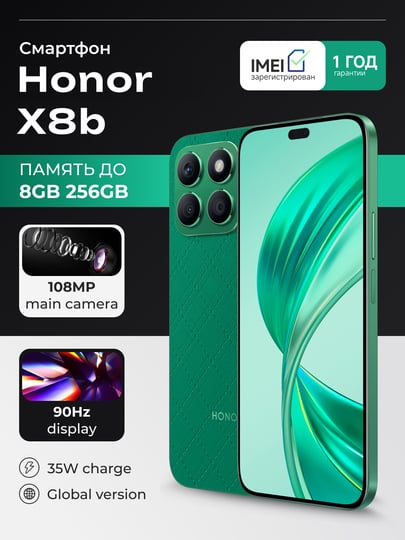 Смартфон
Honor
X8b
IMEI
зарегистрирован
1 ГОД
гарантии
ПАМЯТЬ ДО
8GB 256GB
108MP
main camera
90Hz
display
35W charge
Global version
HONO